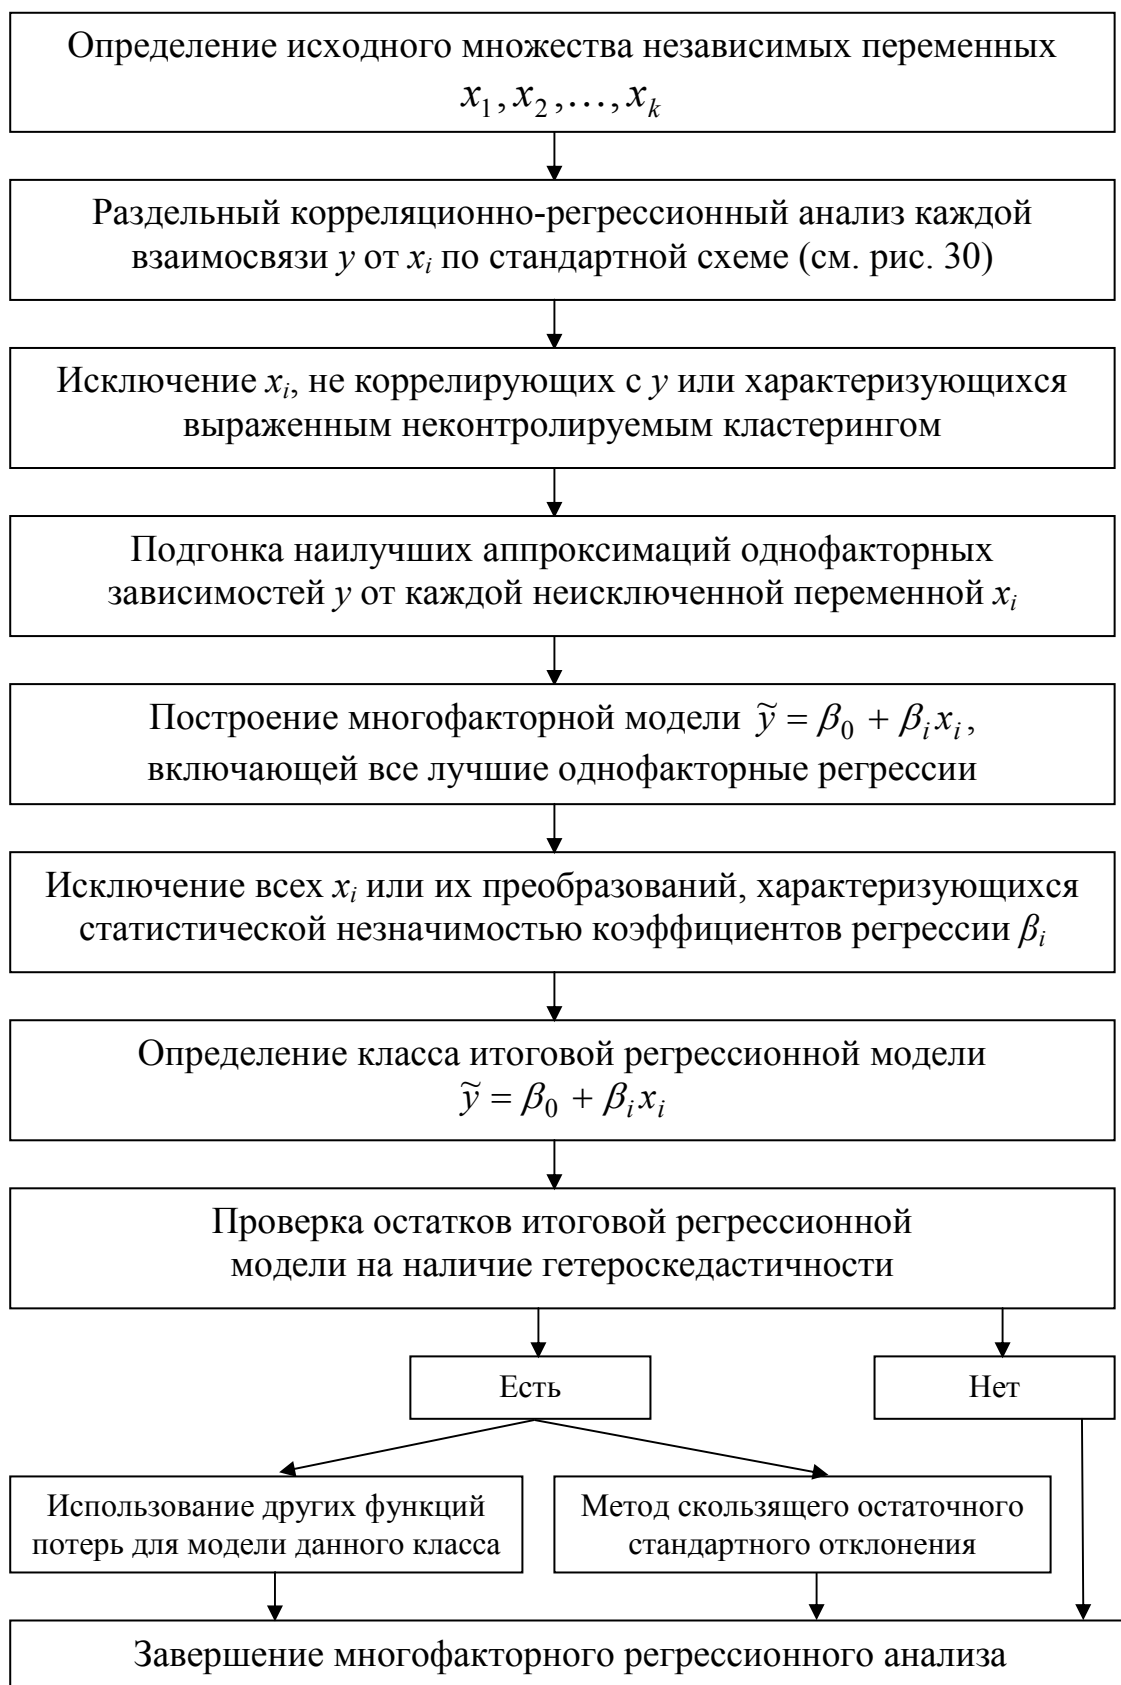 Определение исходного множества независимых переменных
x₁, x₂, …, xₖ
Раздельный корреляционно-регрессионный анализ каждой
взаимосвязи y от xᵢ по стандартной схеме (см. рис. 30)
Исключение xᵢ, не коррелирующих с y или характеризующихся
выраженным неконтролируемым кластерингом
Подгонка наилучших аппроксимаций однофакторных
зависимостей y от каждой неисключенной переменной xᵢ
Построение многофакторной модели ỹ = β₀ + βᵢxᵢ,
включающей все лучшие однофакторные регрессии
Исключение всех xᵢ или их преобразований, характеризующихся
статистической незначимостью коэффициентов регрессии βᵢ
Определение класса итоговой регрессионной модели
ỹ = β₀ + βᵢxᵢ
Проверка остатков итоговой регрессионной
модели на наличие гетероскедастичности
Есть
Нет
Использование других функций
потерь для модели данного класса
Метод скользящего остаточного
стандартного отклонения
Завершение многофакторного регрессионного анализа